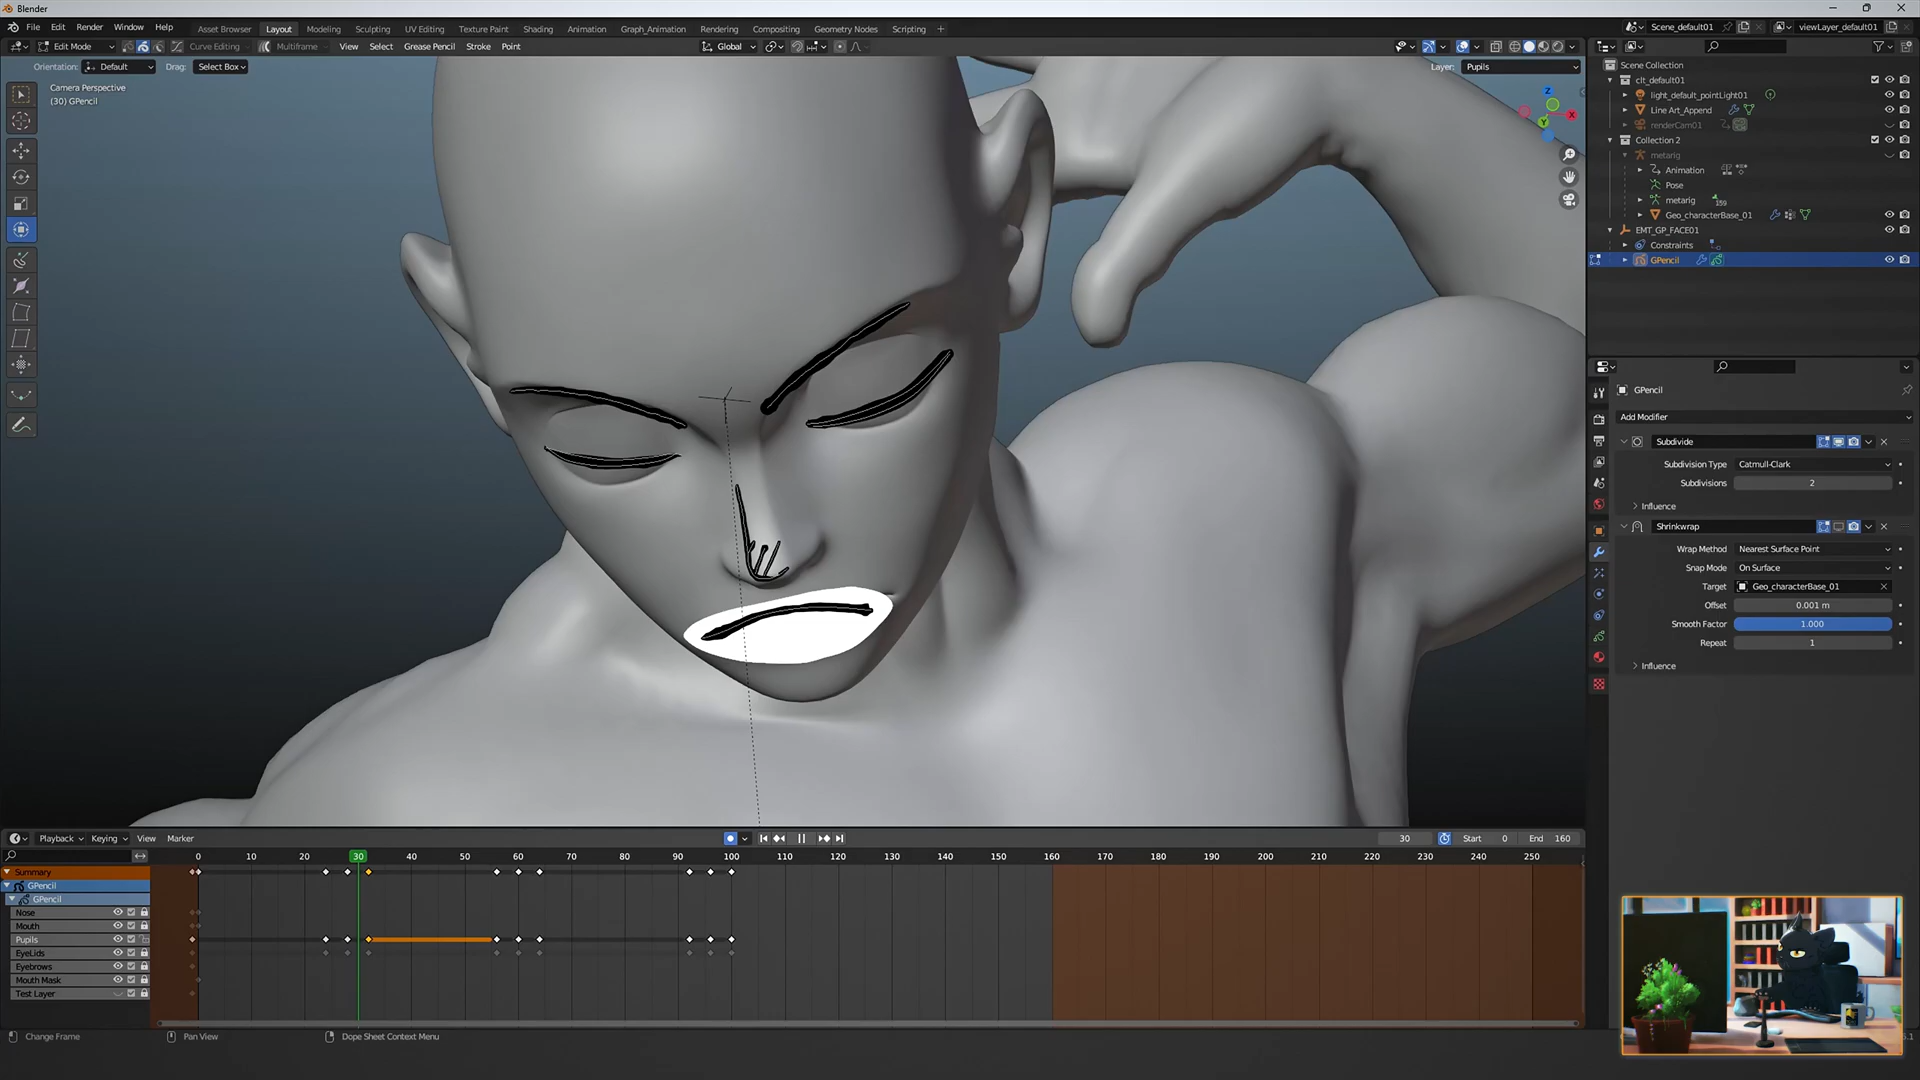 Blender
File Edit Render Window Help
Asset Browser Layout Modeling Sculpting UV Editing Texture Paint Shading Animation Graph_Animation Rendering Compositing Geometry Nodes Scripting
Scene_default01 viewLayer_default01
Edit Mode Curve Editing Multiframe View Select Grease Pencil Stroke Point Global
Orientation: Default Drag: Select Box Layer: Pupils
Camera Perspective
(30) GPencil
Z
X
Y
Scene Collection
clt_default01
light_default_pointLight01
Line Art_Append
renderCam01
Collection 2
metarig
Animation
Pose
metarig
159
Geo_characterBase_01
EMT_GP_FACE01
Constraints
GPencil
GPencil
Add Modifier
Subdivide
Subdivision Type Catmull-Clark
Subdivisions 2
Influence
Shrinkwrap
Wrap Method Nearest Surface Point
Snap Mode On Surface
Target Geo_characterBase_01
Offset 0.001 m
Smooth Factor 1.000
Repeat 1
Influence
Playback Keying View Marker 30 Start 0 End 160
0 10 20 30 40 50 60 70 80 90 100 110 120 130 140 150 160 170 180 190 200 210 220 230 240 250
Summary
GPencil
GPencil
Nose
Mouth
Pupils
EyeLids
Eyebrows
Mouth Mask
Test Layer
Change Frame Pan View Dope Sheet Context Menu